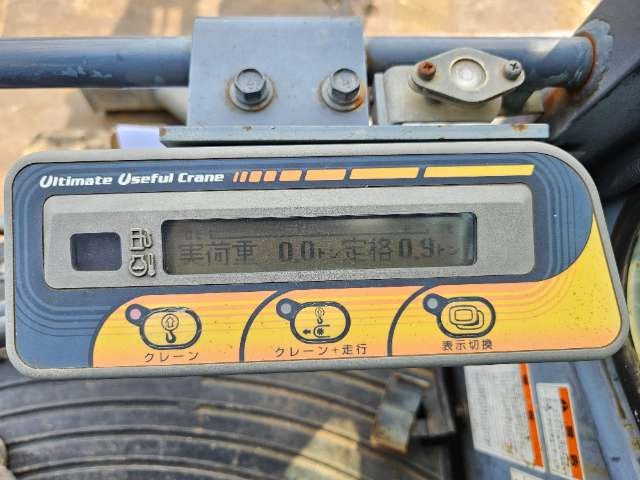 Ultimate Useful Crane
実荷重 0.0トン 定格 0.9トン
クレーン
クレーン+走行
表示切換